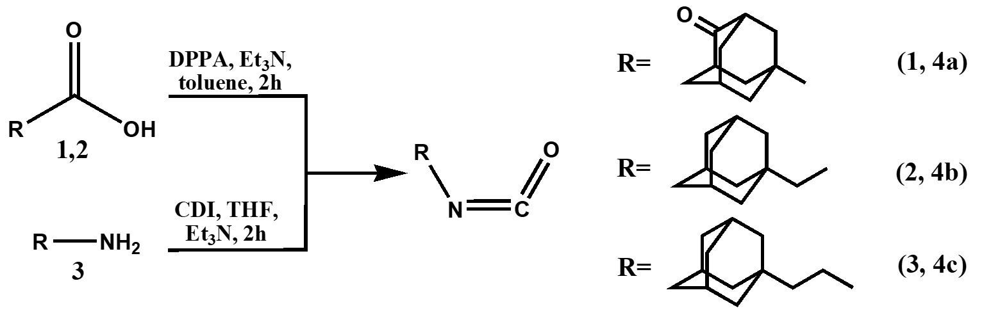 O
R
OH
1,2
DPPA, Et₃N,
toluene, 2h
R
NH₂
3
CDI, THF,
Et₃N, 2h
R
O
N
C
O
R=
(1, 4a)
R=
(2, 4b)
R=
(3, 4c)